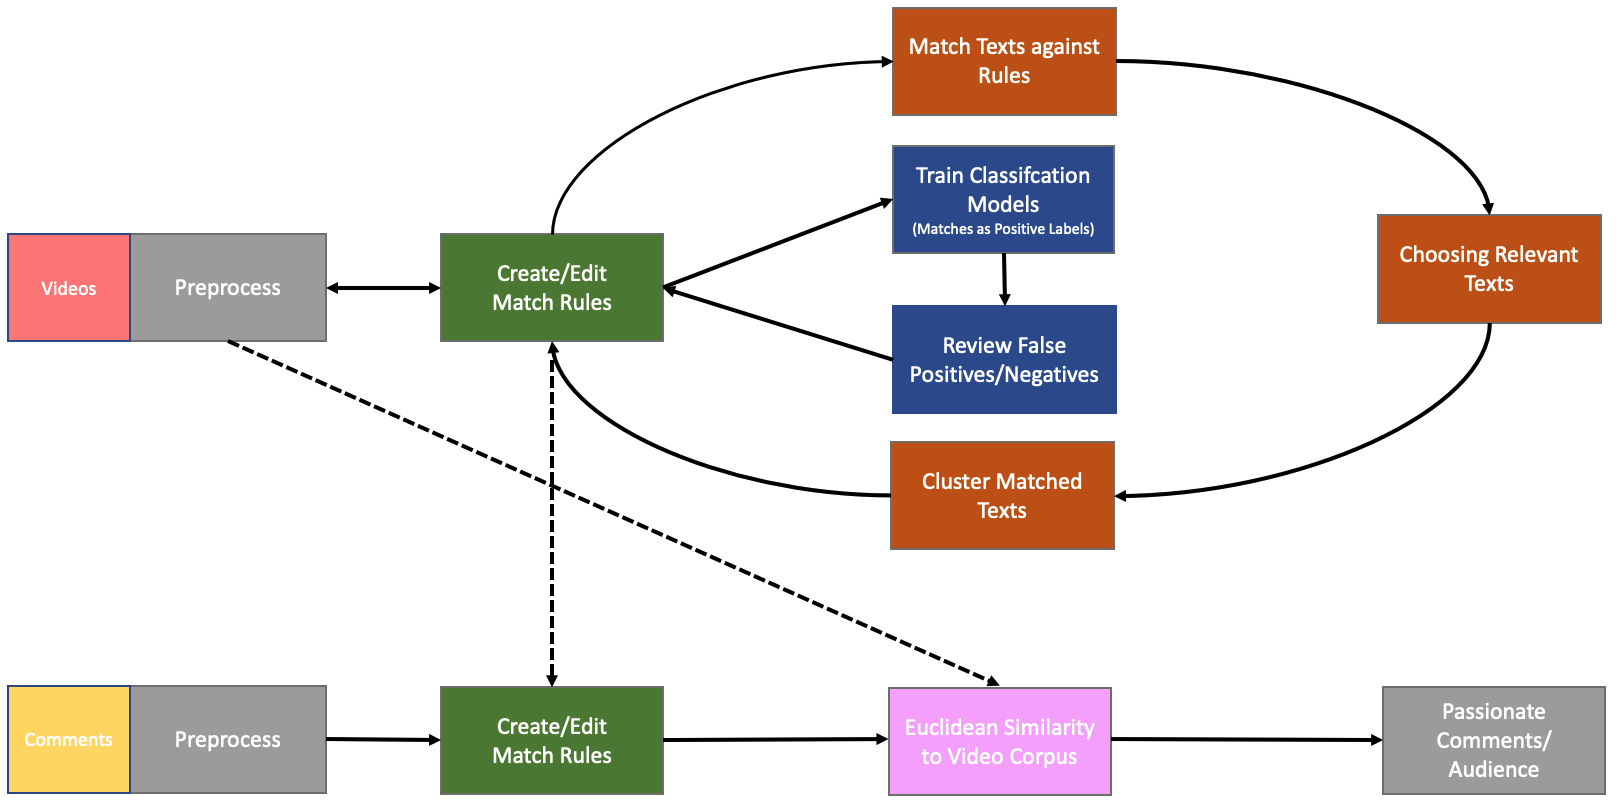 Match Texts against
Rules
Train Classifcation
Models
(Matches as Positive Labels)
Choosing Relevant
Texts
Videos
Preprocess
Create/Edit
Match Rules
Review False
Positives/Negatives
Cluster Matched
Texts
Comments
Preprocess
Create/Edit
Match Rules
Euclidean Similarity
to Video Corpus
Passionate
Comments/
Audience